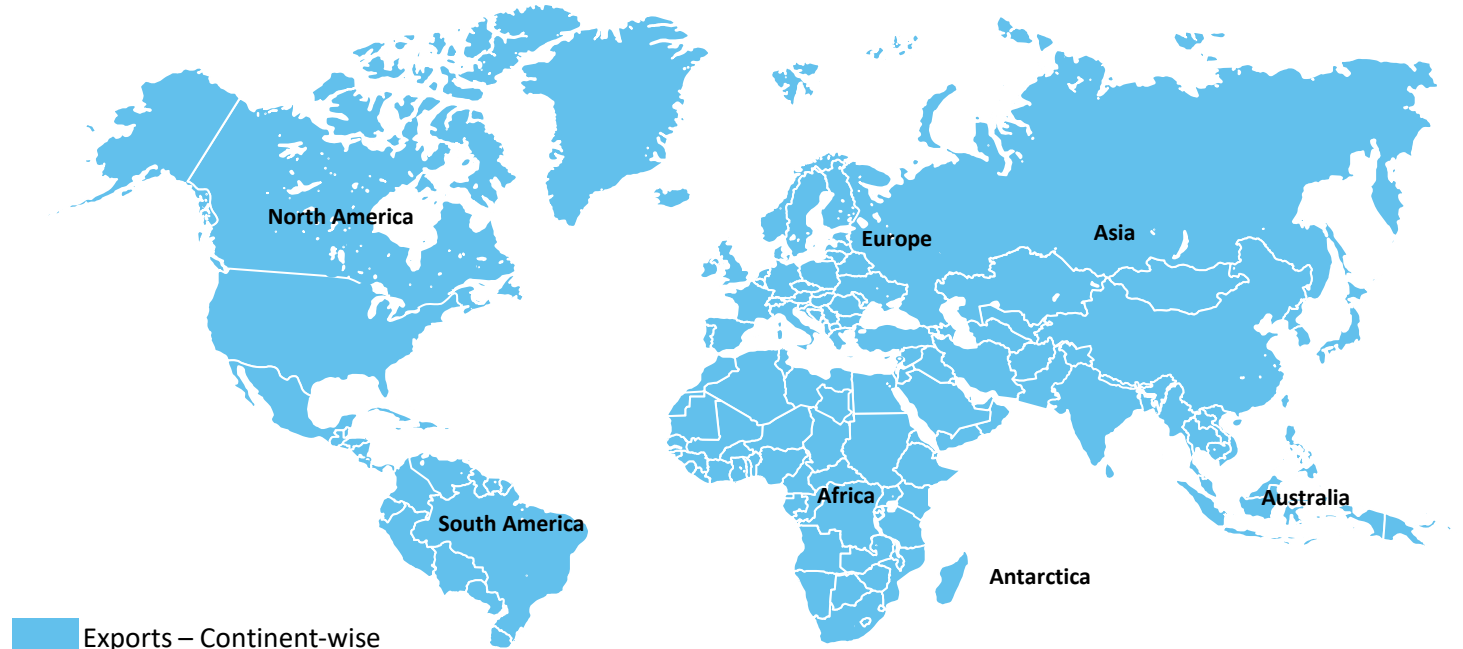 North America
Asia
Europe
Africa
Australia
South America
Antarctica
Exports – Continent-wise